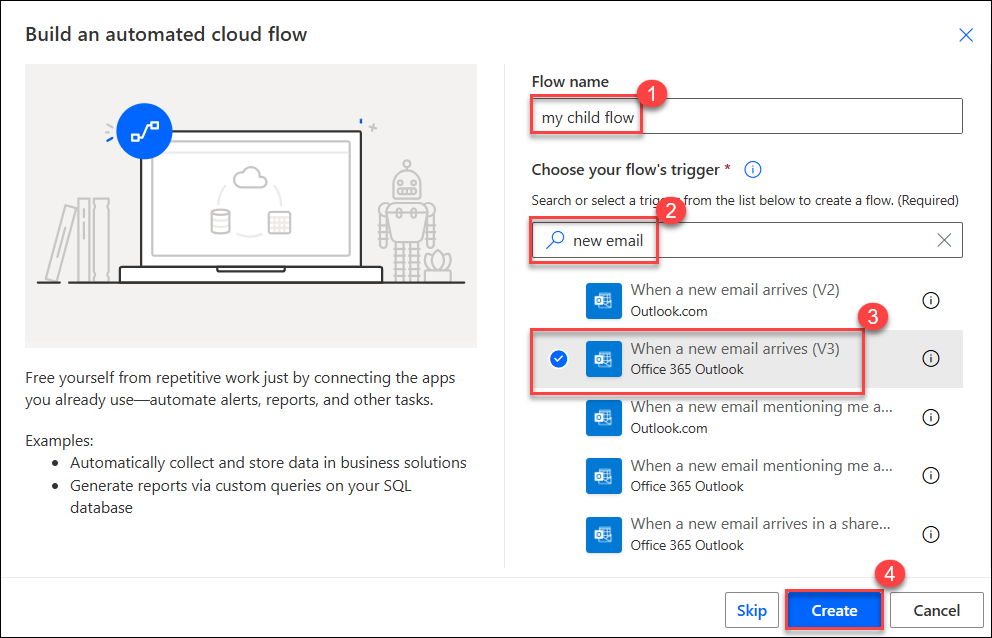 Build an automated cloud flow
Free yourself from repetitive work just by connecting the apps
you already use—automate alerts, reports, and other tasks.
Examples:
• Automatically collect and store data in business solutions
• Generate reports via custom queries on your SQL
database
Flow name
1
my child flow
Choose your flow's trigger *
2
Search or select a trigger from the list below to create a flow. (Required)
new email
When a new email arrives (V2)
Outlook.com
3
When a new email arrives (V3)
Office 365 Outlook
When a new email mentioning me a...
Outlook.com
When a new email mentioning me a...
Office 365 Outlook
When a new email arrives in a share...
Office 365 Outlook
4
Skip
Create
Cancel